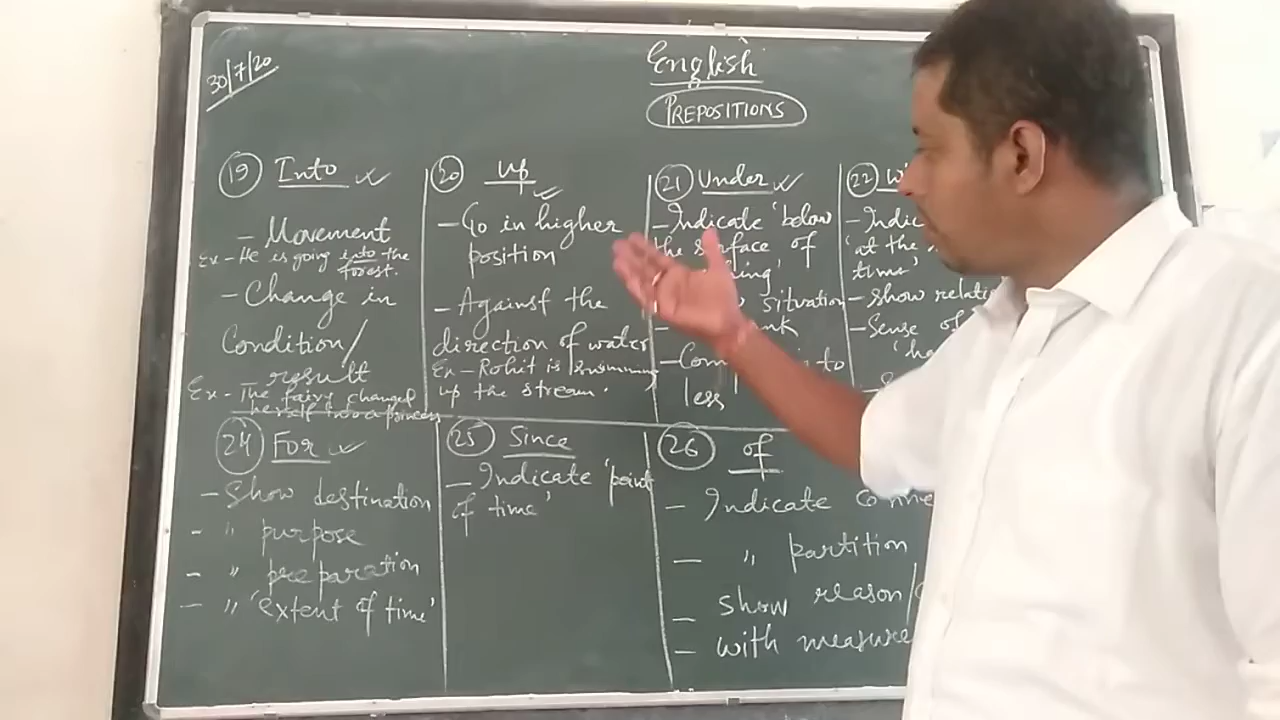 30/7/20
English
PREPOSITIONS
19 Into
- Movement
Ex- He is going into the
forest.
- Change in
Condition/
- result
Ex- The fairy changed
herself into a princess
20 up
- Go in higher
position
- Against the
direction of water
Ex- Rohit is swimming
up the stream.
21 Under
- Indicate 'below
the surface of
situation
- Com to
less
22
- Indic
'at the
time'
- show relati
- Sense of
24 For
- Show destination
- " purpose
- " preparation
- " 'extent of time'
25 Since
- Indicate 'point
of time'
26 of
- Indicate Conne
- " partition
- show reason/
- with measure